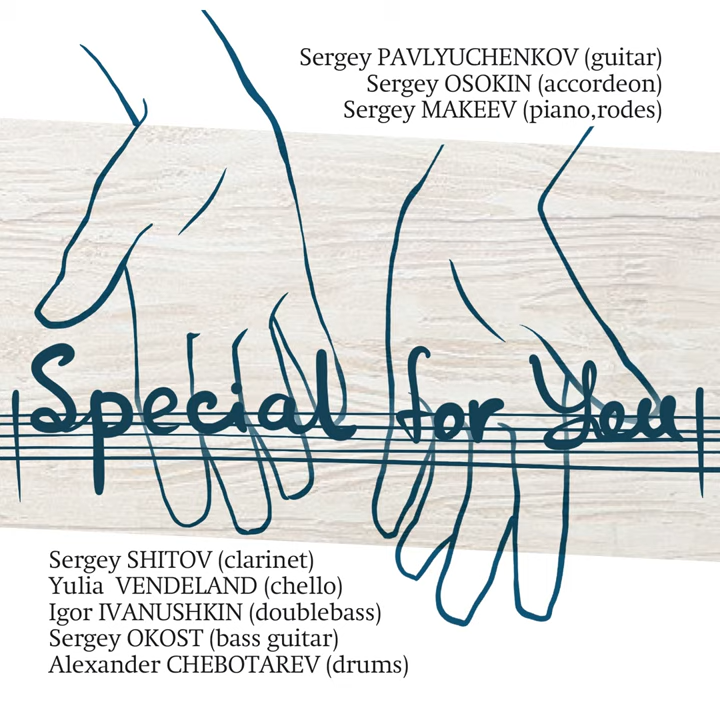 Sergey PAVLYUCHENKOV (guitar)
Sergey OSOKIN (accordeon)
Sergey MAKEEV (piano,rodes)
Special for You
Sergey SHITOV (clarinet)
Yulia VENDELAND (chello)
Igor IVANUSHKIN (doublebass)
Sergey OKOST (bass guitar)
Alexander CHEBOTAREV (drums)